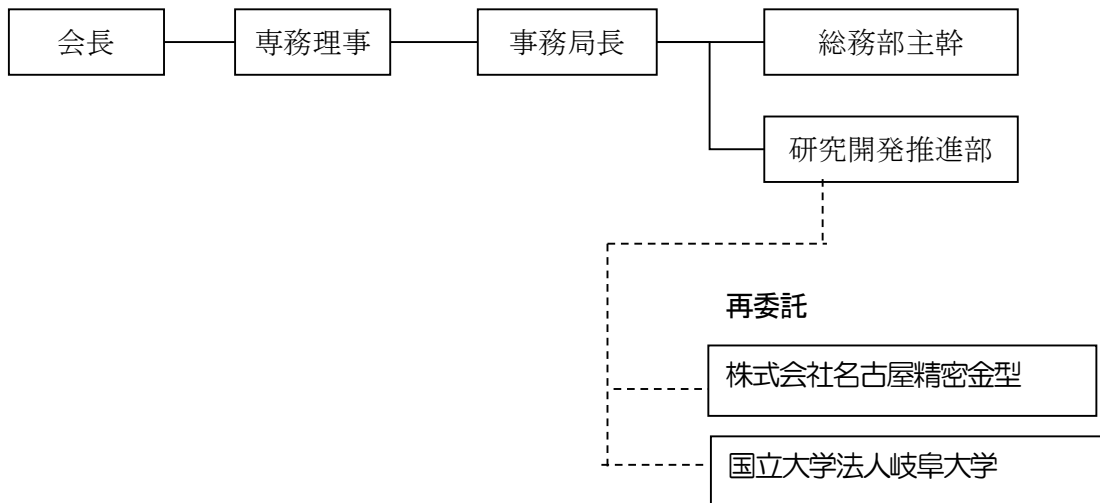 会長
専務理事
事務局長
総務部主幹
研究開発推進部
再委託
株式会社名古屋精密金型
国立大学法人岐阜大学